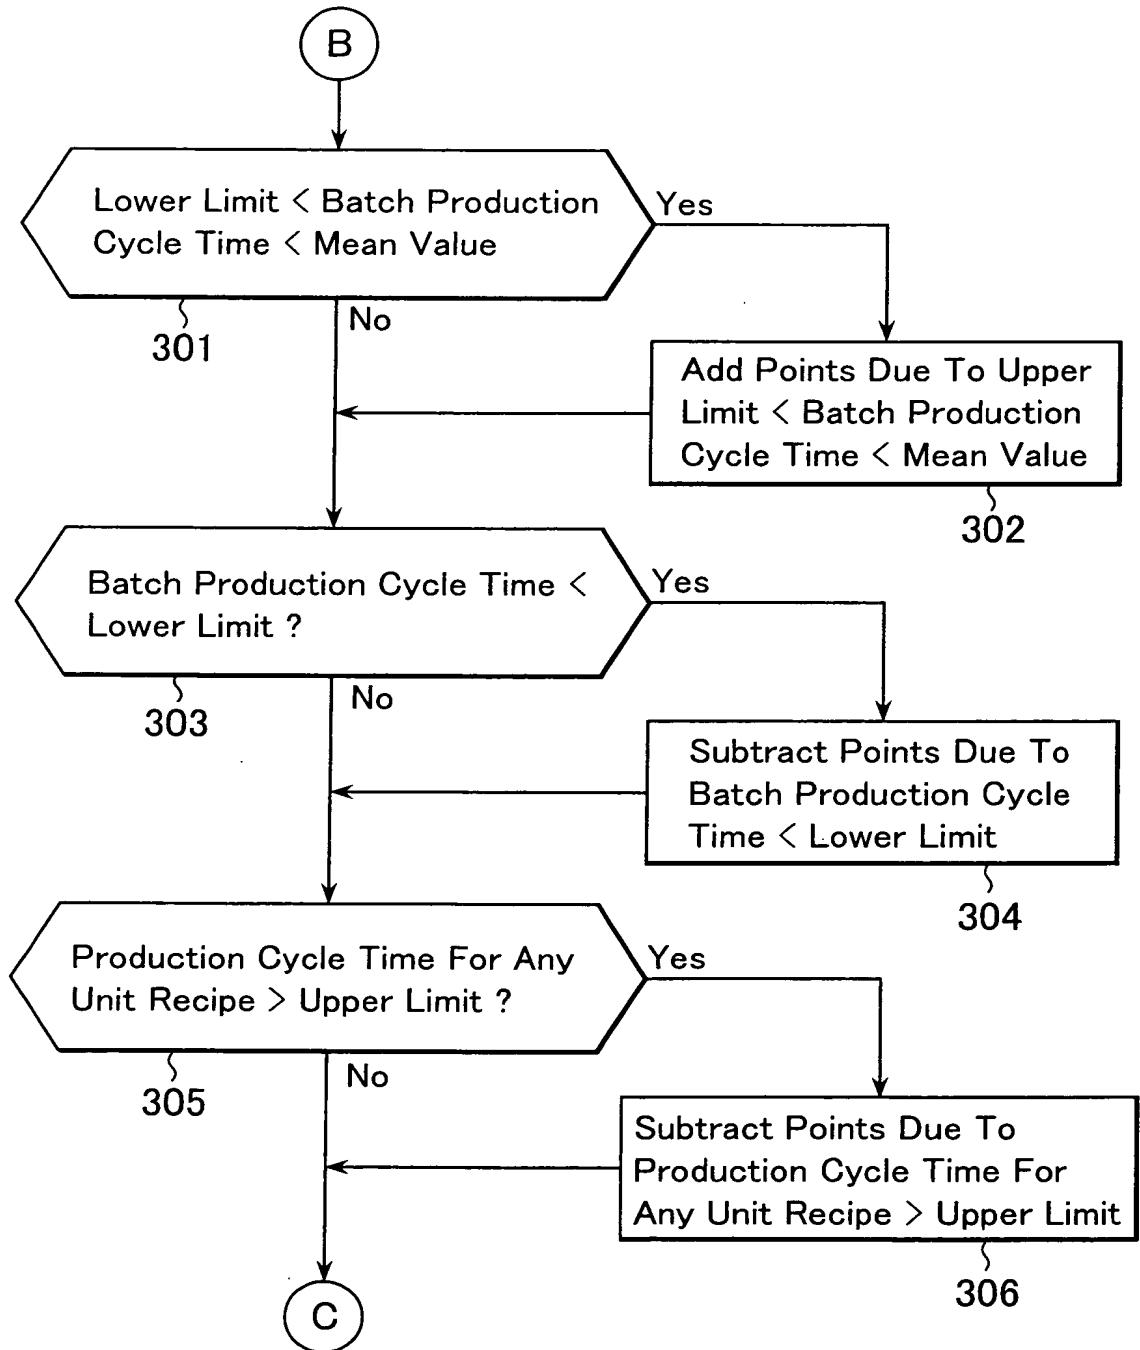 B
Lower Limit < Batch Production
Cycle Time < Mean Value
Yes
No
301
Add Points Due To Upper
Limit < Batch Production
Cycle Time < Mean Value
302
Batch Production Cycle Time <
Lower Limit ?
Yes
No
303
Subtract Points Due To
Batch Production Cycle
Time < Lower Limit
304
Production Cycle Time For Any
Unit Recipe > Upper Limit ?
Yes
No
305
Subtract Points Due To
Production Cycle Time For
Any Unit Recipe > Upper Limit
306
C